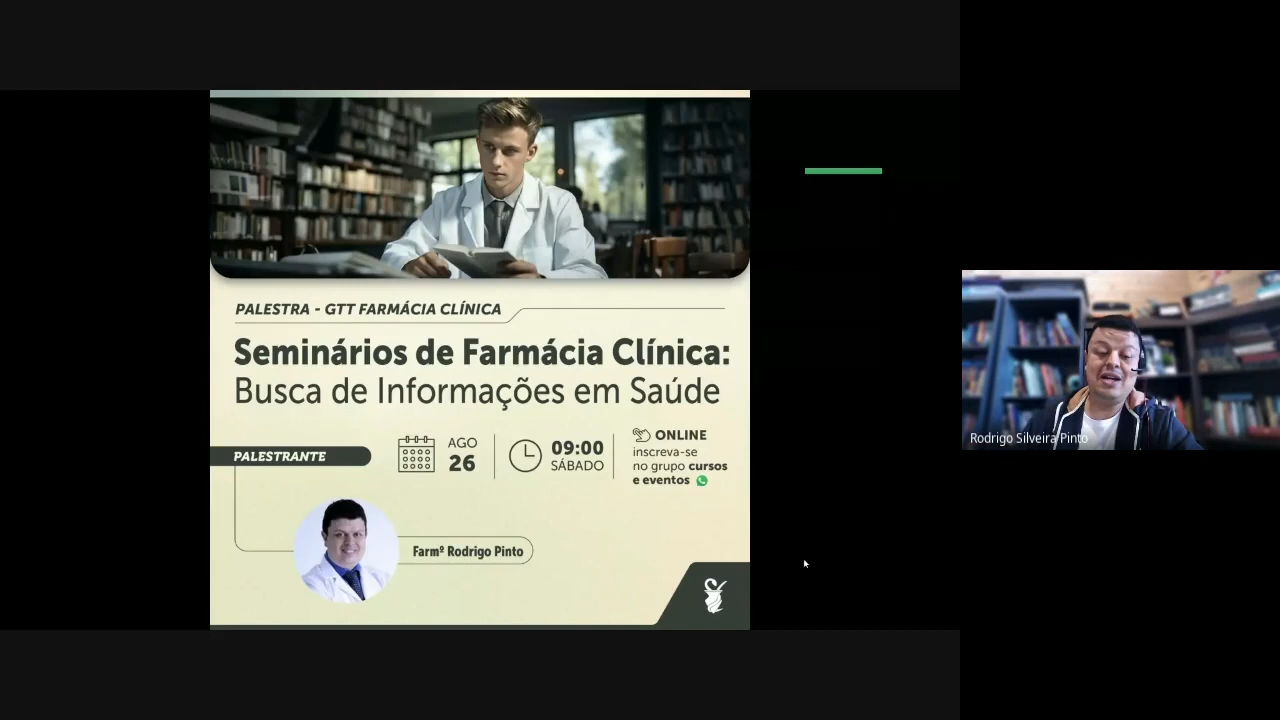 PALESTRA - GTT FARMÁCIA CLÍNICA
Seminários de Farmácia Clínica:
Busca de Informações em Saúde
PALESTRANTE
AGO
26
09:00
SÁBADO
ONLINE
inscreva-se
no grupo cursos
e eventos
Farmº Rodrigo Pinto
Rodrigo Silveira Pinto